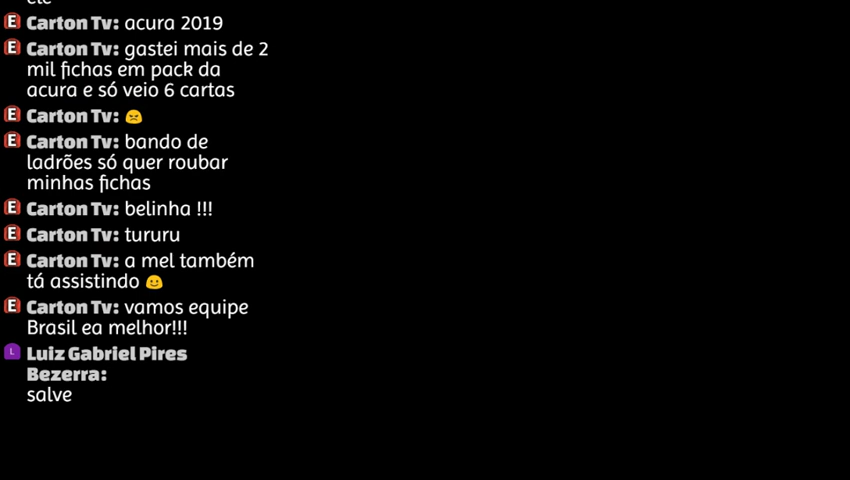 Carton Tv: acura 2019
Carton Tv: gastei mais de 2
mil fichas em pack da
acura e só veio 6 cartas
Carton Tv: 😣
Carton Tv: bando de
ladrões só quer roubar
minhas fichas
Carton Tv: belinha !!!
Carton Tv: tururu
Carton Tv: a mel também
tá assistindo 🙂
Carton Tv: vamos equipe
Brasil ea melhor!!!
Luiz Gabriel Pires
Bezerra:
salve